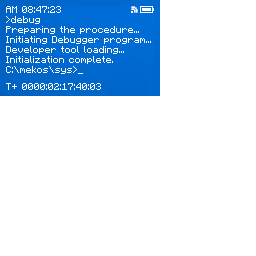 AM 08:47:23
>debug
Preparing the procedure...
Initiating Debugger program...
Developer tool loading...
Initialization complete.
C:\mekos\sys>_
T+ 0000:02:17:40:03